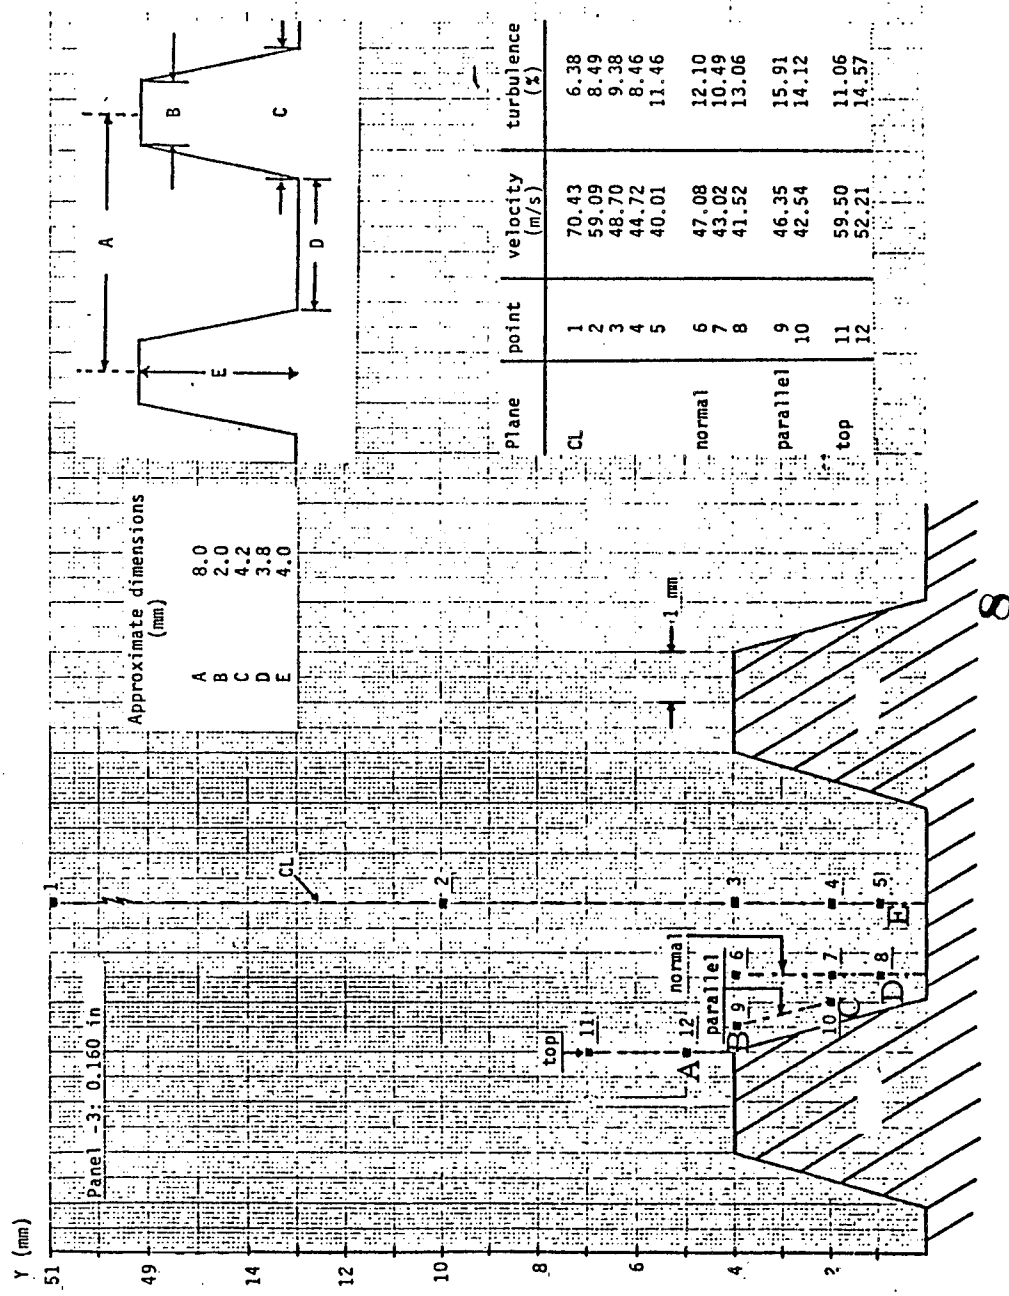 Y (mm)
51
49
14
12
10
8
6
4
2
Panel -3: 0.160 in
Approximate dimensions
(mm)
A 8.0
B 2.0
C 4.2
D 3.8
E 4.0
A
B
C
D
E
Plane point velocity turbulence
(m/s) (%)
CL 1 70.43 6.38
2 59.09 8.49
3 48.70 9.38
4 44.72 8.46
5 40.01 11.46
normal 6 47.08 12.10
7 43.02 10.49
8 41.52 13.06
parallel 9 46.35 15.91
10 42.54 14.12
top 11 59.50 11.06
12 52.21 14.57
1
CL
2
top
11
12
A
normal
parallel
B
9
6
3
1 mm
10
C
7
4
D
8
E
5
8